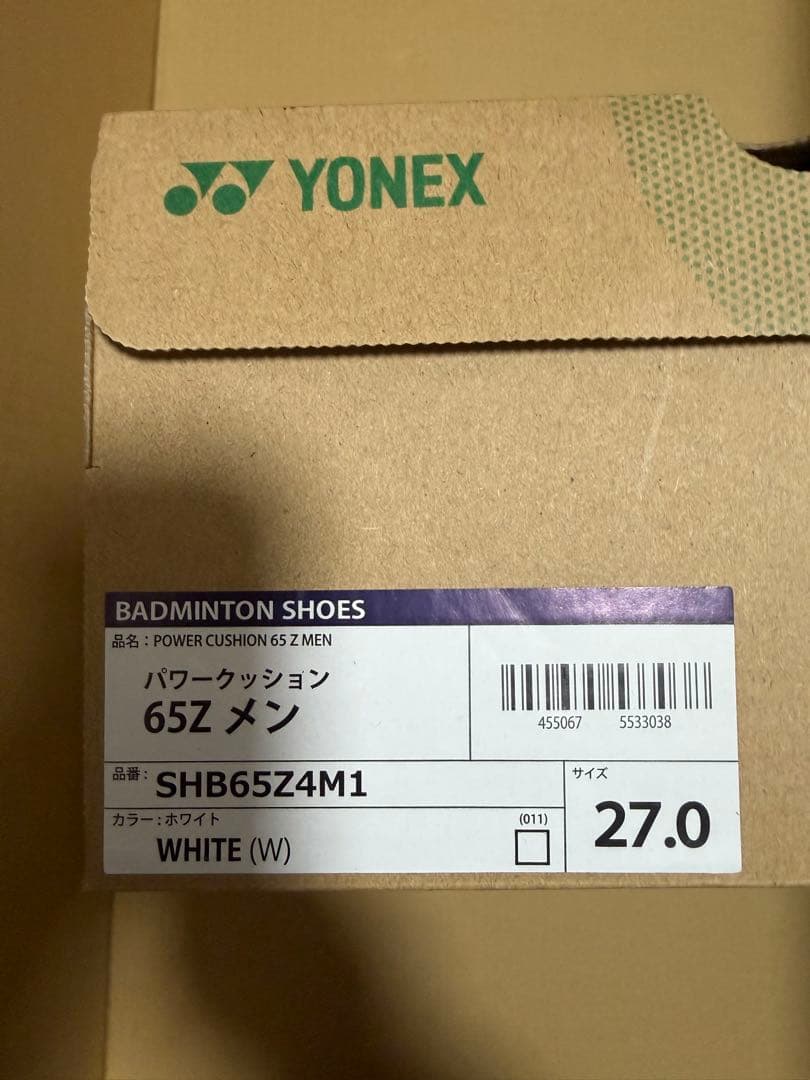 YONEX
BADMINTON SHOES
品名：POWER CUSHION 65 Z MEN
パワークッション
65Z メン
455067 5533038
品番：SHB65Z4M1
サイズ
27.0
カラー：ホワイト
(011)
WHITE (W)